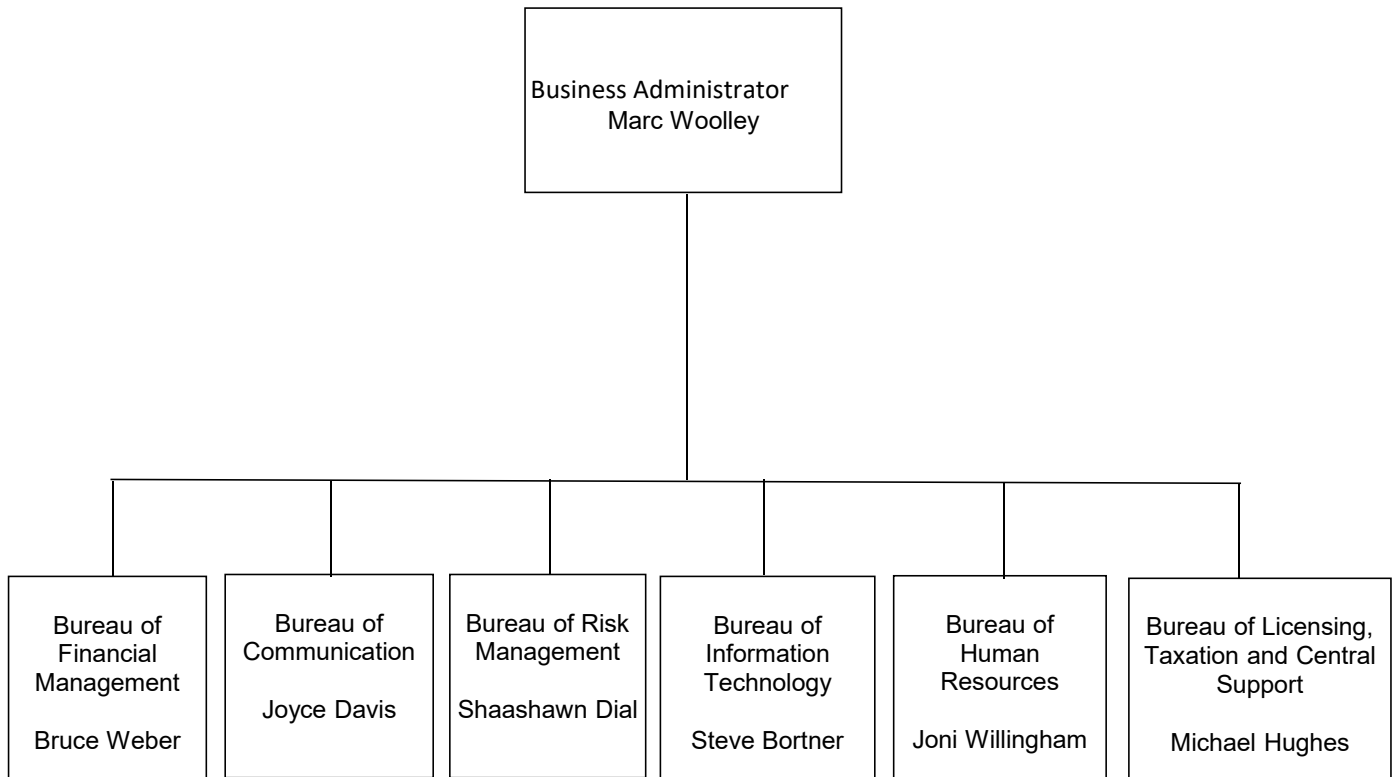 Business Administrator
Marc Woolley
Bureau of
Financial
Management
Bruce Weber
Bureau of
Communication
Joyce Davis
Bureau of Risk
Management
Shaashawn Dial
Bureau of
Information
Technology
Steve Bortner
Bureau of
Human
Resources
Joni Willingham
Bureau of Licensing,
Taxation and Central
Support
Michael Hughes